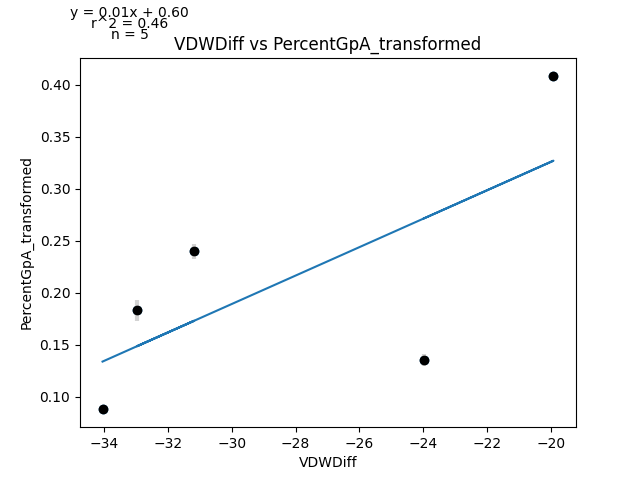 y = 0.01x + 0.60
r^2 = 0.46
n = 5
VDWDiff vs PercentGpA_transformed
0.40
0.35
0.30
0.25
0.20
0.15
0.10
PercentGpA_transformed
−34
−32
−30
−28
−26
−24
−22
−20
VDWDiff